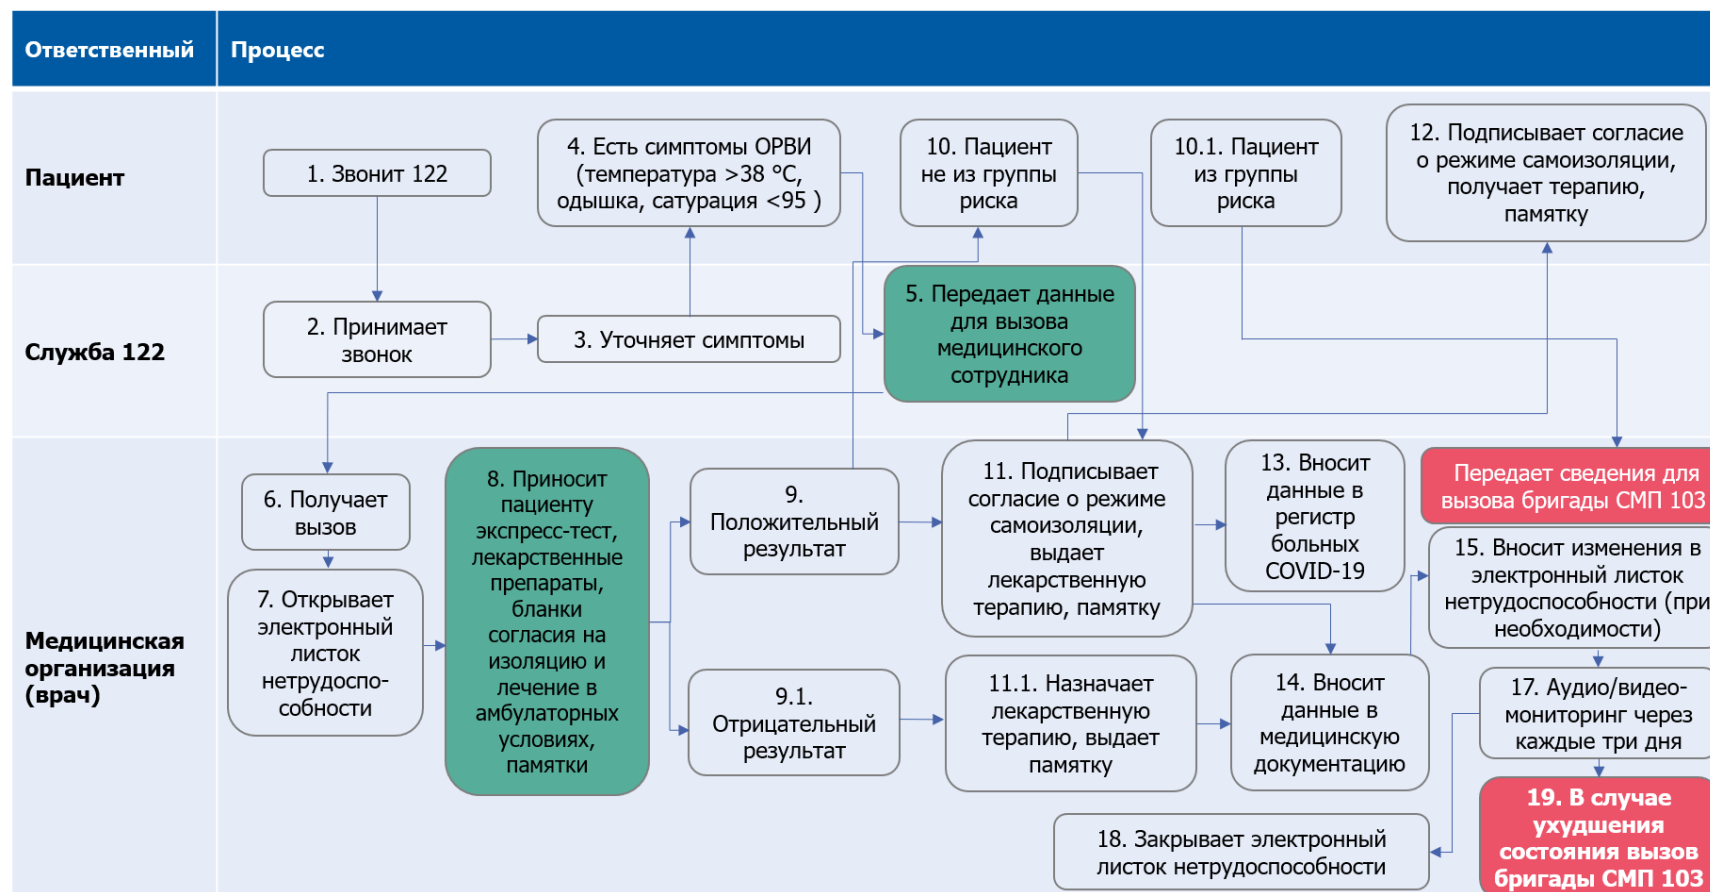 Ответственный
Процесс
Пациент
1. Звонит 122
4. Есть симптомы ОРВИ
(температура >38 °С,
одышка, сатурация <95 )
10. Пациент
не из группы
риска
10.1. Пациент
из группы
риска
12. Подписывает согласие
о режиме самоизоляции,
получает терапию,
памятку
Служба 122
2. Принимает
звонок
3. Уточняет симптомы
5. Передает данные
для вызова
медицинского
сотрудника
Медицинская
организация
(врач)
6. Получает
вызов
7. Открывает
электронный
листок
нетрудоспо-
собности
8. Приносит
пациенту
экспресс-тест,
лекарственные
препараты,
бланки
согласия на
изоляцию и
лечение в
амбулаторных
условиях,
памятки
9.
Положительный
результат
9.1.
Отрицательный
результат
11. Подписывает
согласие о режиме
самоизоляции,
выдает
лекарственную
терапию, памятку
11.1. Назначает
лекарственную
терапию, выдает
памятку
13. Вносит
данные в
регистр
больных
COVID-19
14. Вносит
данные в
медицинскую
документацию
Передает сведения для
вызова бригады СМП 103
15. Вносит изменения в
электронный листок
нетрудоспособности (при
необходимости)
17. Аудио/видео-
мониторинг через
каждые три дня
18. Закрывает электронный
листок нетрудоспособности
19. В случае
ухудшения
состояния вызов
бригады СМП 103